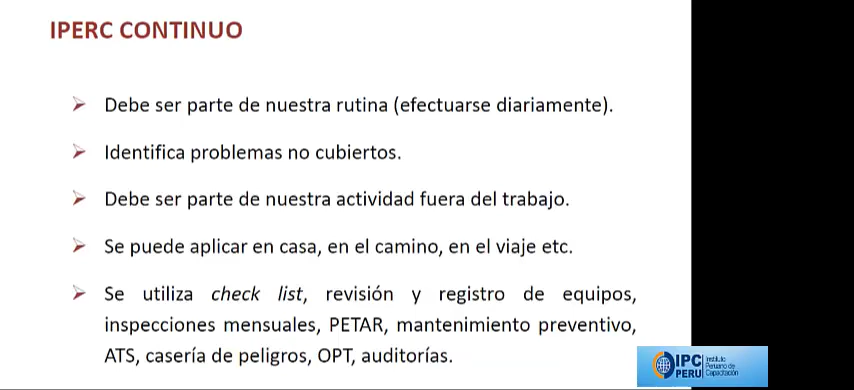 IPERC CONTINUO
Debe ser parte de nuestra rutina (efectuarse diariamente).
Identifica problemas no cubiertos.
Debe ser parte de nuestra actividad fuera del trabajo.
Se puede aplicar en casa, en el camino, en el viaje etc.
Se utiliza check list, revisión y registro de equipos,
inspecciones mensuales, PETAR, mantenimiento preventivo,
ATS, casería de peligros, OPT, auditorías.
IPC
PERU
Instituto
Peruano de
Capacitación